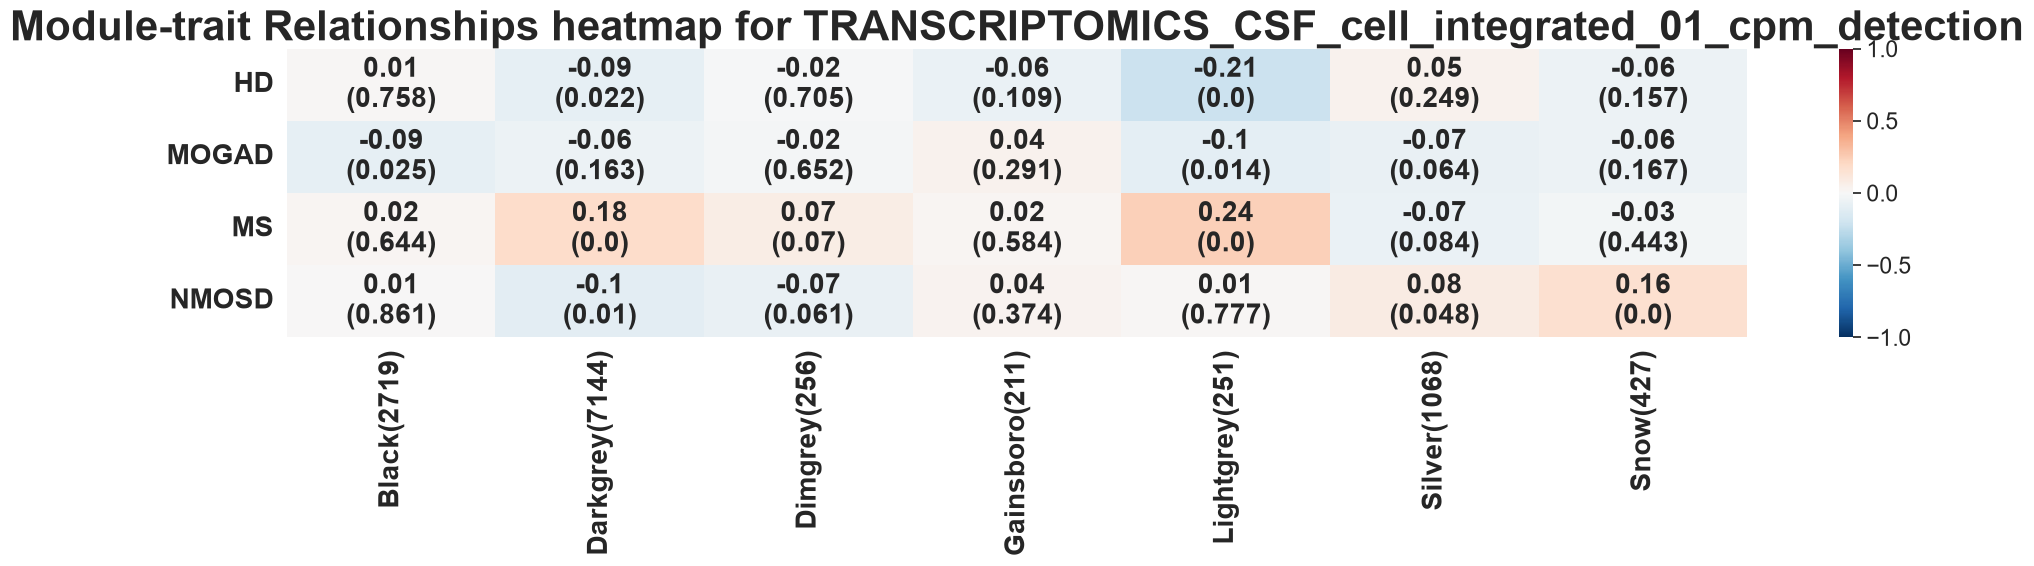 Module-trait Relationships heatmap for TRANSCRIPTOMICS_CSF_cell_integrated_01_cpm_detection
HD
0.01 -0.09 -0.02 -0.06 -0.21 0.05 -0.06
(0.758) (0.022) (0.705) (0.109) (0.0) (0.249) (0.157)
MOGAD
-0.09 -0.06 -0.02 0.04 -0.1 -0.07 -0.06
(0.025) (0.163) (0.652) (0.291) (0.014) (0.064) (0.167)
MS
0.02 0.18 0.07 0.02 0.24 -0.07 -0.03
(0.644) (0.0) (0.07) (0.584) (0.0) (0.084) (0.443)
NMOSD
0.01 -0.1 -0.07 0.04 0.01 0.08 0.16
(0.861) (0.01) (0.061) (0.374) (0.777) (0.048) (0.0)
Black(2719)
Darkgrey(7144)
Dimgrey(256)
Gainsboro(211)
Lightgrey(251)
Silver(1068)
Snow(427)
1.0
0.5
0.0
−0.5
−1.0